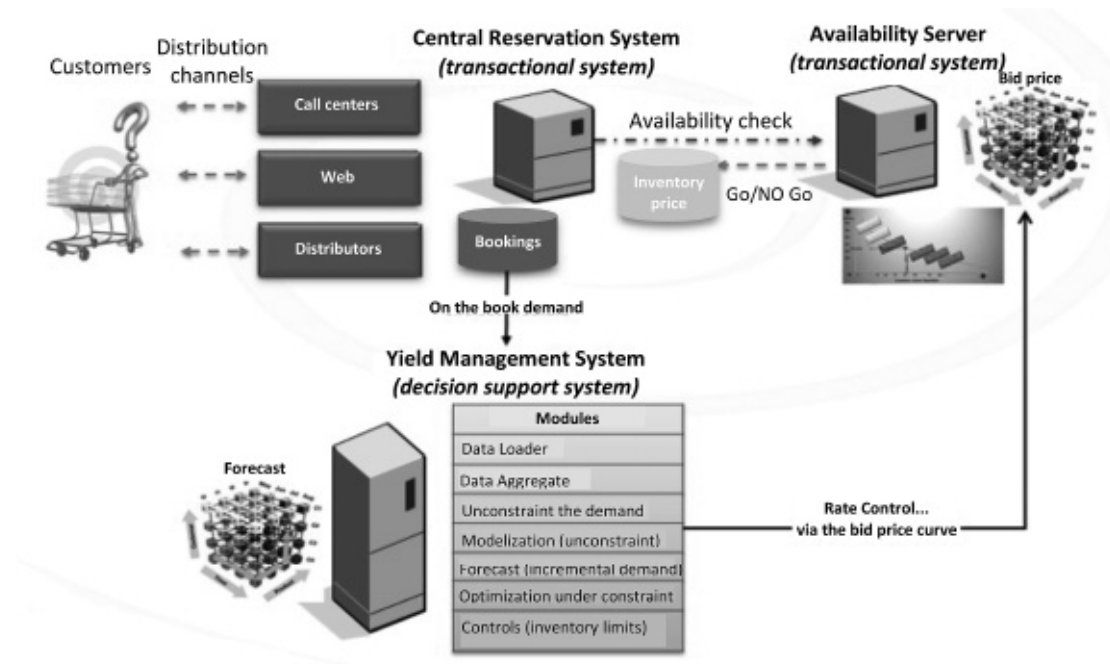 Central Reservation System
(transactional system)
Availability Server
(transactional system)
Customers
Distribution
channels
Call centers
Web
Distributors
Availability check
Inventory
price
Go/NO Go
Bid price
Bookings
On the book demand
Yield Management System
(decision support system)
Forecast
Modules
Data Loader
Data Aggregate
Unconstraint the demand
Modelization (unconstraint)
Forecast (incremental demand)
Optimization under constraint
Controls (inventory limits)
Rate Control...
via the bid price curve